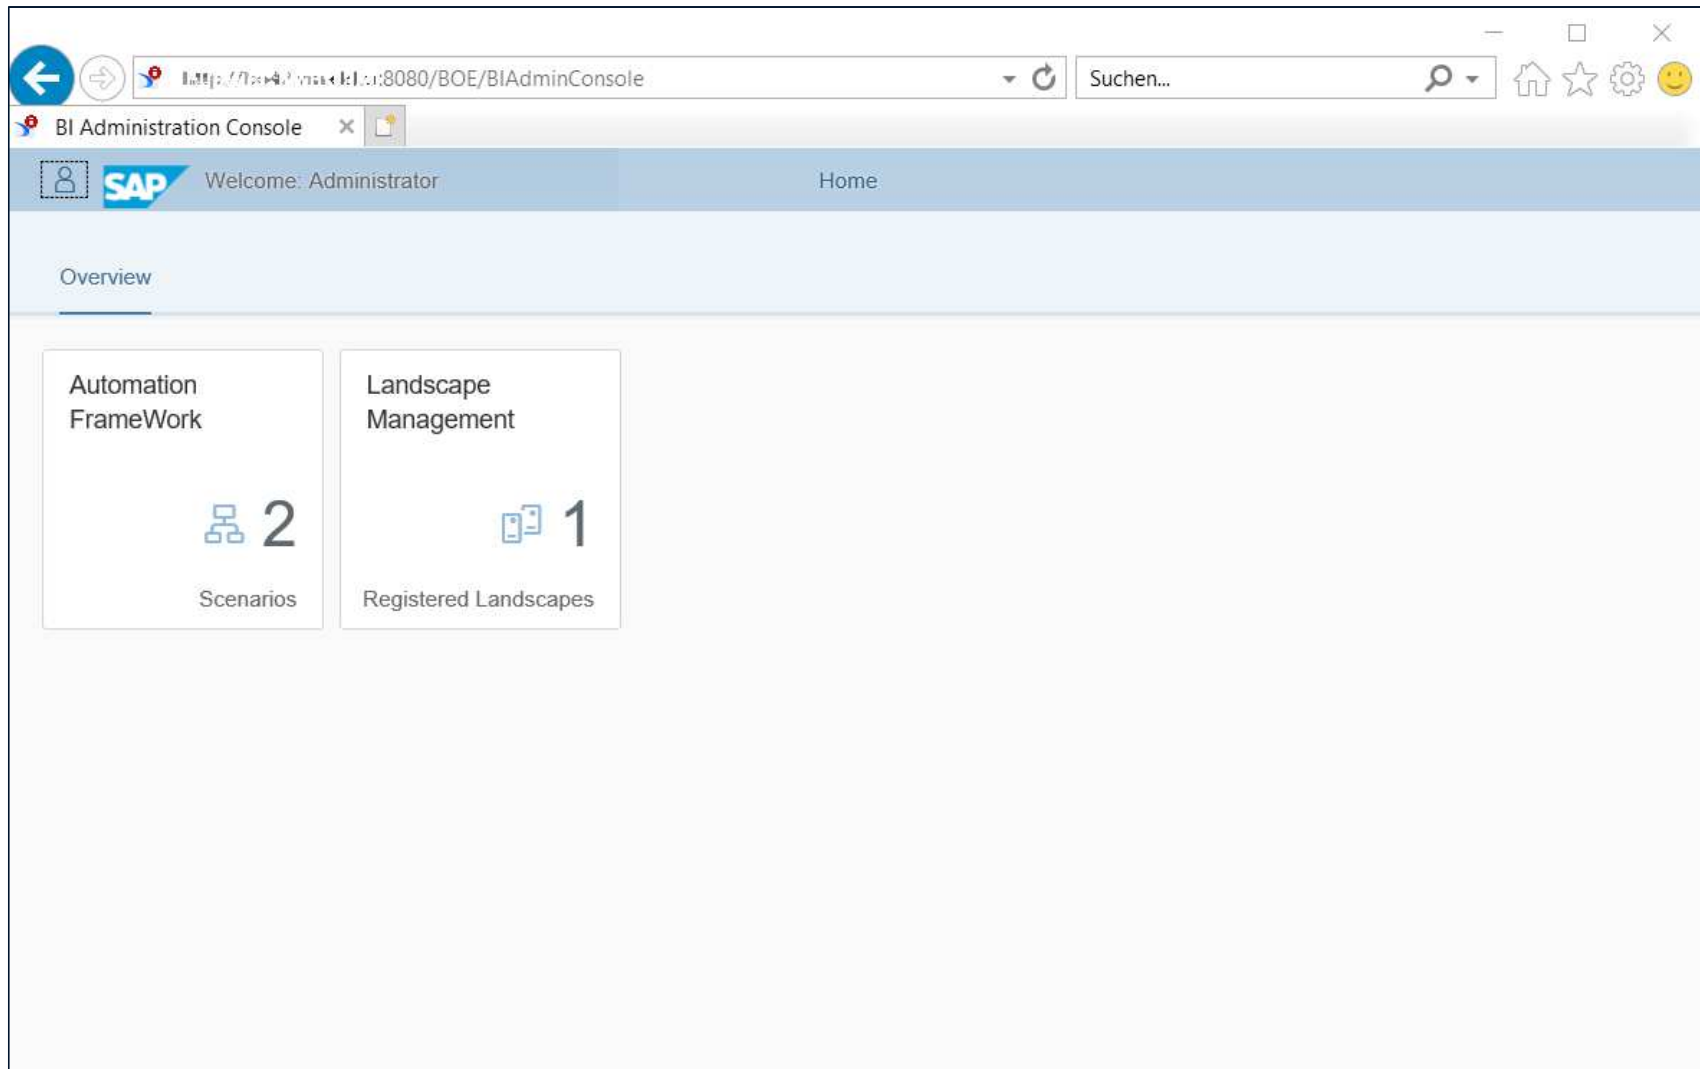 :8080/BOE/BIAdminConsole
Suchen...
BI Administration Console
SAP Welcome: Administrator
Home
Overview
Automation
FrameWork
2
Scenarios
Landscape
Management
1
Registered Landscapes